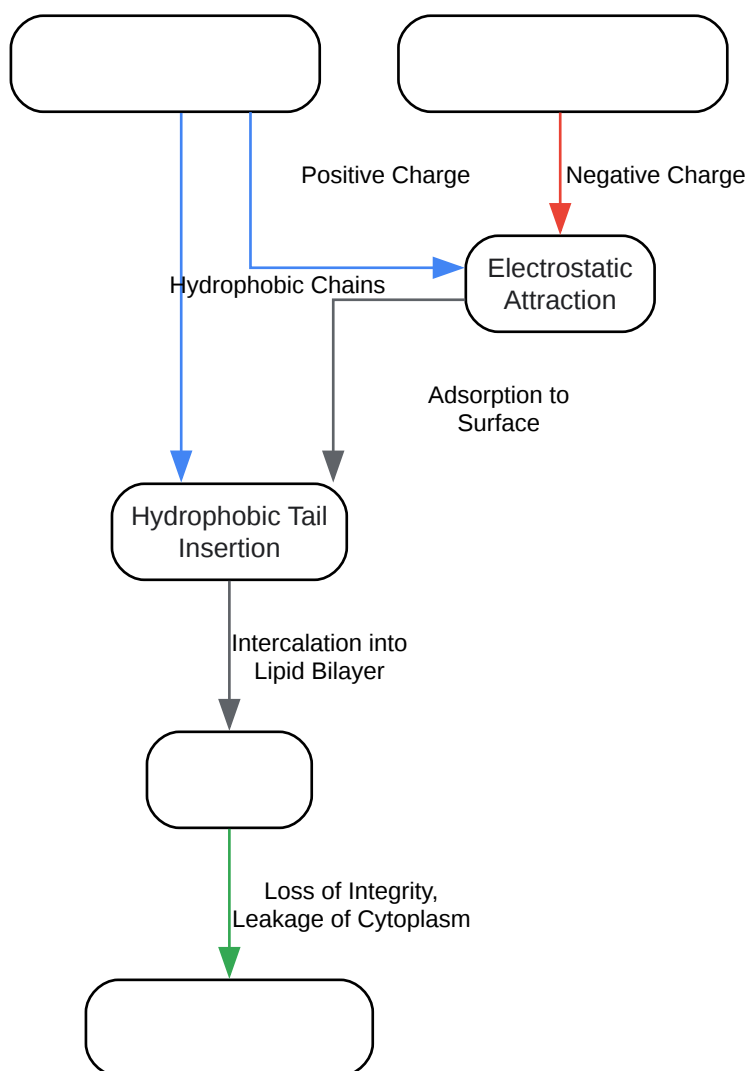 Positive Charge
Negative Charge
Electrostatic
Attraction
Hydrophobic Chains
Adsorption to
Surface
Hydrophobic Tail
Insertion
Intercalation into
Lipid Bilayer
Loss of Integrity,
Leakage of Cytoplasm